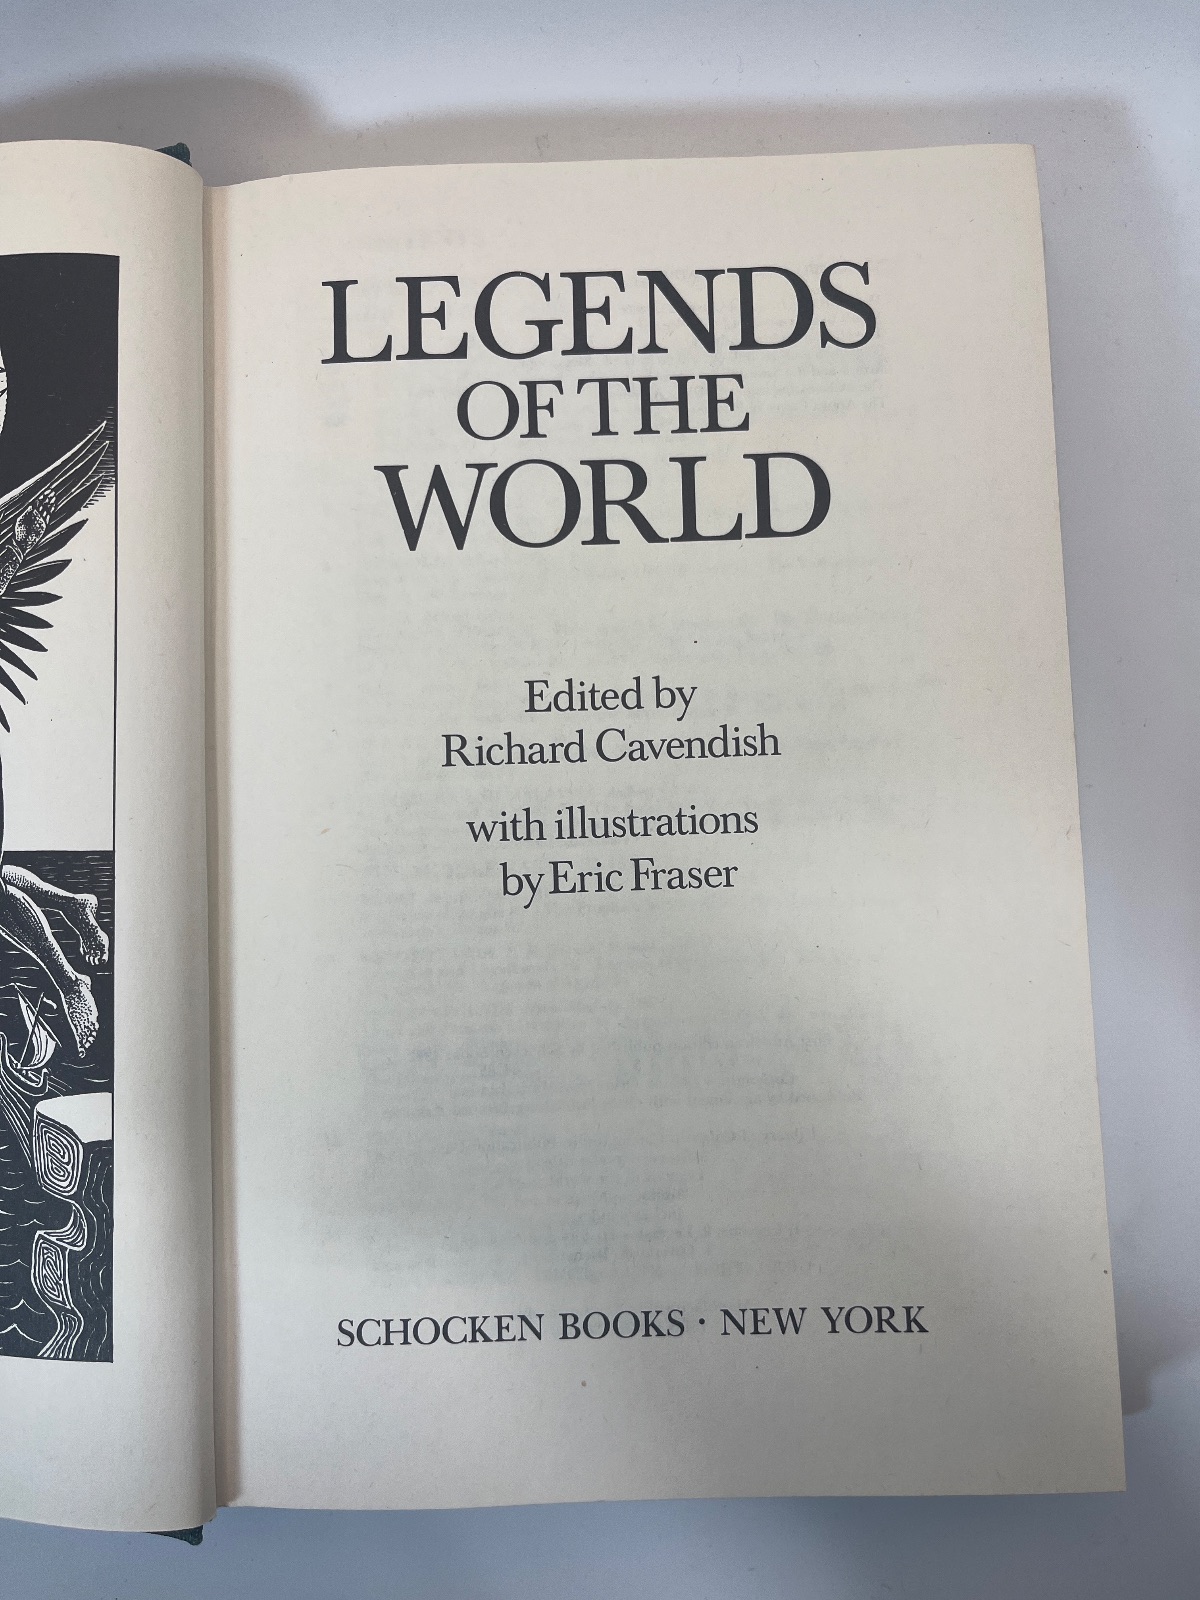 LEGENDS
OF THE
WORLD
Edited by
Richard Cavendish
with illustrations
by Eric Fraser
SCHOCKEN BOOKS · NEW YORK